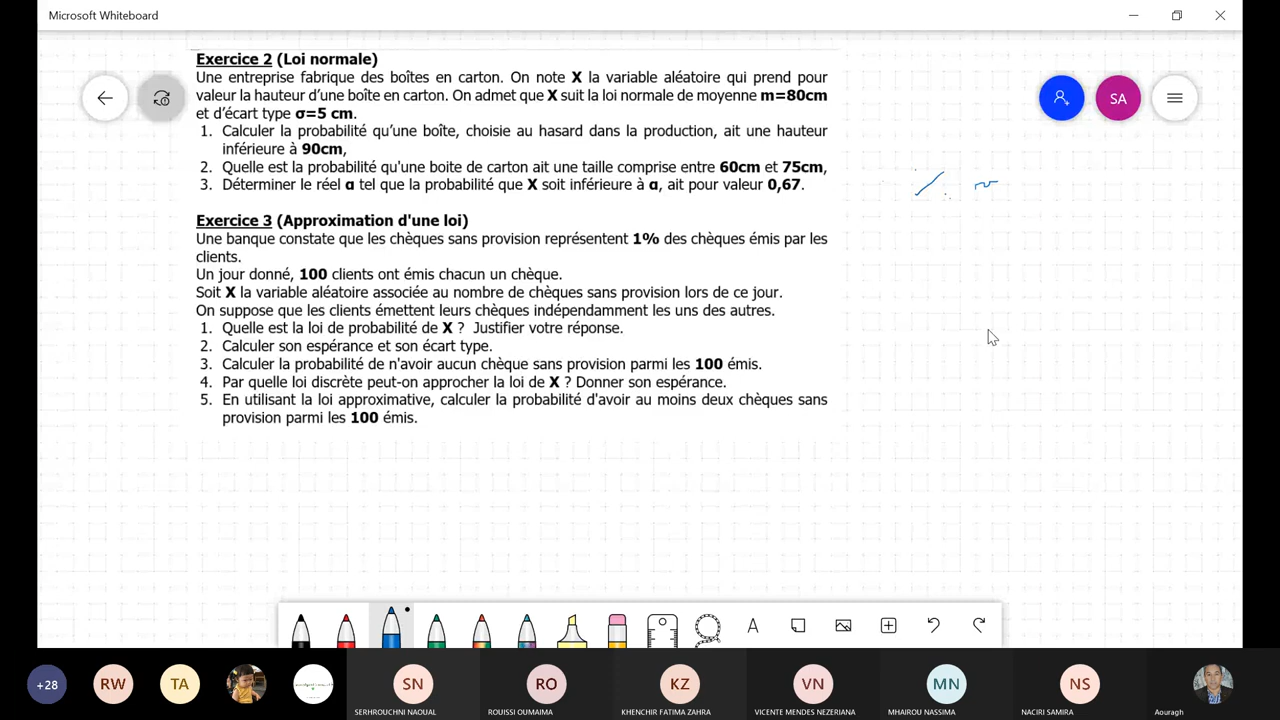 Microsoft Whiteboard
Exercice 2 (Loi normale)
Une entreprise fabrique des boîtes en carton. On note X la variable aléatoire qui prend pour
valeur la hauteur d'une boîte en carton. On admet que X suit la loi normale de moyenne m=80cm
et d'écart type σ=5 cm.
1. Calculer la probabilité qu'une boîte, choisie au hasard dans la production, ait une hauteur
inférieure à 90cm,
2. Quelle est la probabilité qu'une boite de carton ait une taille comprise entre 60cm et 75cm,
3. Déterminer le réel α tel que la probabilité que X soit inférieure à α, ait pour valeur 0,67.
Exercice 3 (Approximation d'une loi)
Une banque constate que les chèques sans provision représentent 1% des chèques émis par les
clients.
Un jour donné, 100 clients ont émis chacun un chèque.
Soit X la variable aléatoire associée au nombre de chèques sans provision lors de ce jour.
On suppose que les clients émettent leurs chèques indépendamment les uns des autres.
1. Quelle est la loi de probabilité de X ? Justifier votre réponse.
2. Calculer son espérance et son écart type.
3. Calculer la probabilité de n'avoir aucun chèque sans provision parmi les 100 émis.
4. Par quelle loi discrète peut-on approcher la loi de X ? Donner son espérance.
5. En utilisant la loi approximative, calculer la probabilité d'avoir au moins deux chèques sans
provision parmi les 100 émis.
SA
A
+28
RW
TA
SN
RO
KZ
VN
MN
NS
SERHROUCHNI NAOUAL
ROUISSI OUMAIMA
KHENCHIR FATIMA ZAHRA
VICENTE MENDES NEZERIANA
MHAIROU NASSIMA
NACIRI SAMIRA
Aouragh